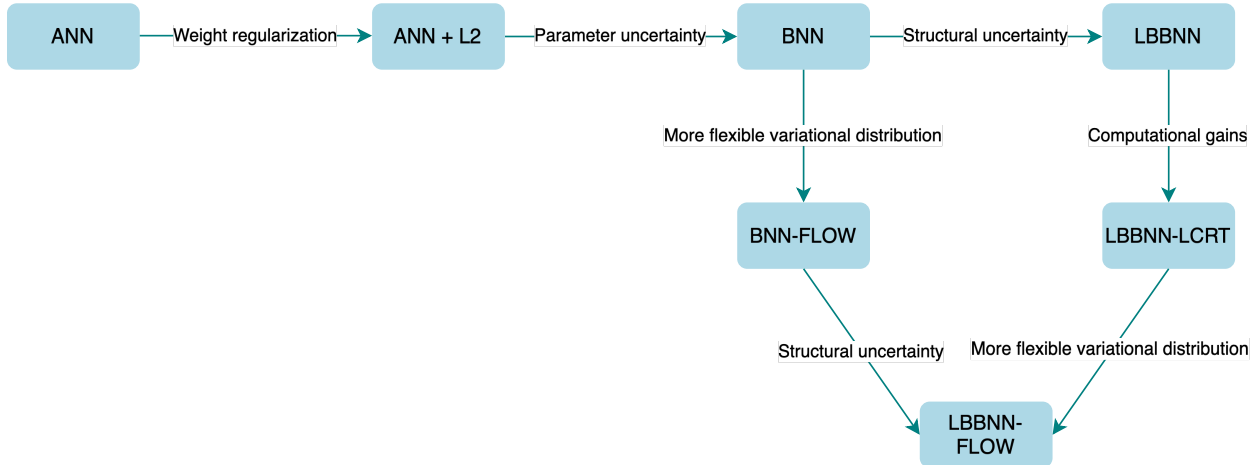 ANN
Weight regularization
ANN + L2
Parameter uncertainty
BNN
Structural uncertainty
LBBNN
More flexible variational distribution
Computational gains
BNN-FLOW
LBBNN-LCRT
Structural uncertainty
More flexible variational distribution
LBBNN-
FLOW